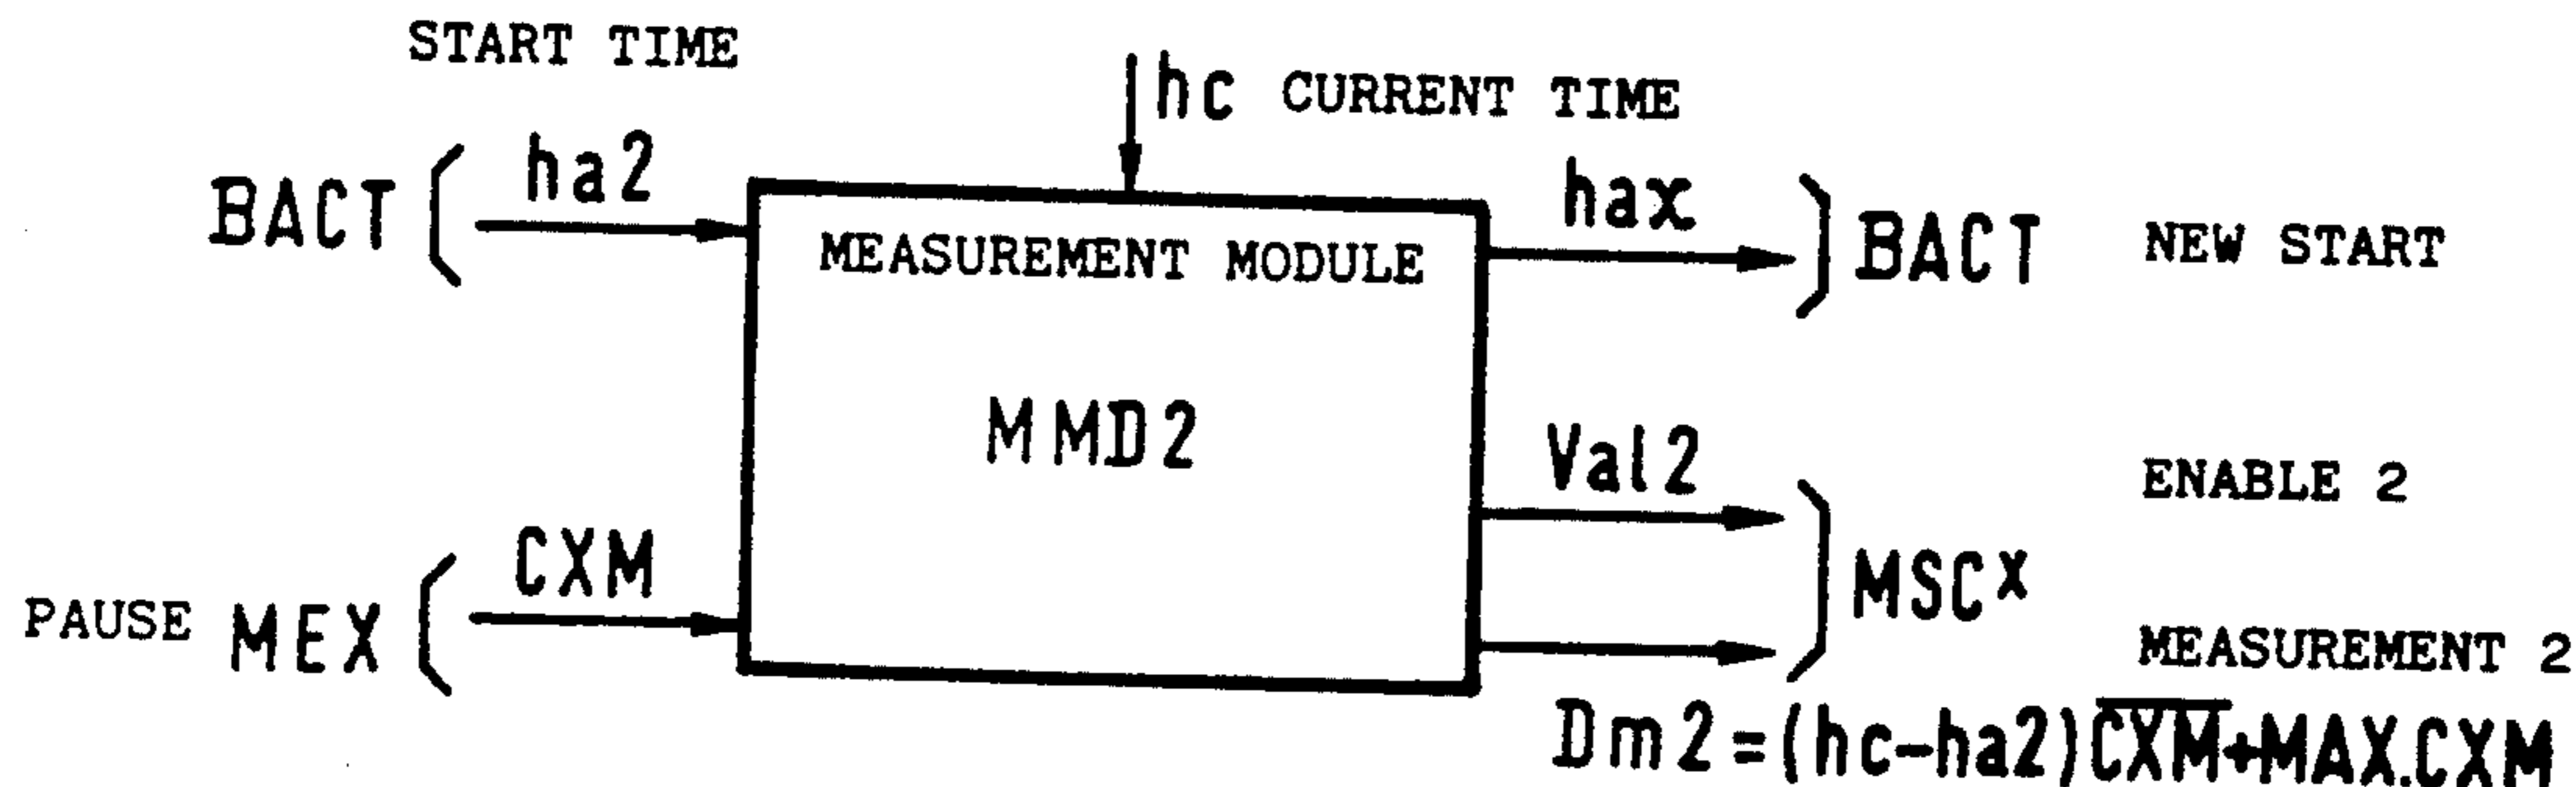 START TIME
hc CURRENT TIME
BACT ( ha2
hax ) BACT NEW START
MEASUREMENT MODULE
MMD2
Val2
ENABLE 2
PAUSE MEX ( CXM
) MSCx
MEASUREMENT 2
Dm2=(hc-ha2)C̅X̅M̅+MAX.CXM